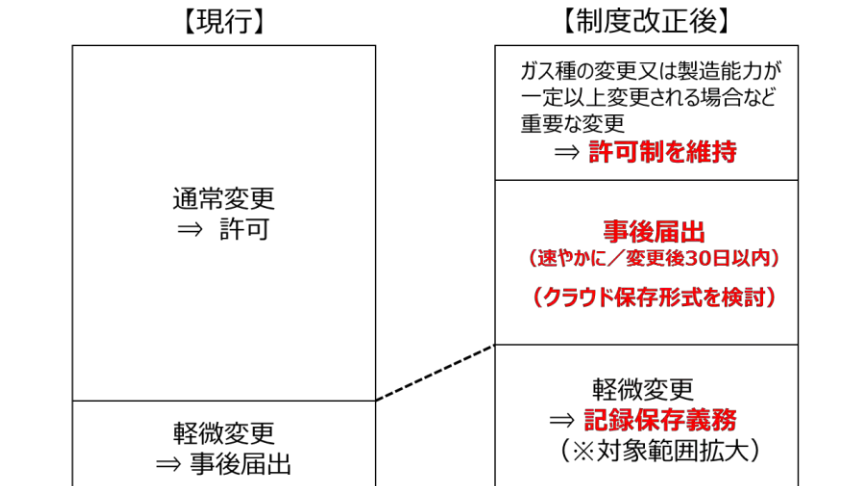 【現行】
通常変更
⇒ 許可
軽微変更
⇒ 事後届出
【制度改正後】
ガス種の変更又は製造能力が
一定以上変更される場合など
重要な変更
⇒ 許可制を維持
事後届出
（速やかに／変更後30日以内）
（クラウド保存形式を検討）
軽微変更
⇒ 記録保存義務
（※対象範囲拡大）